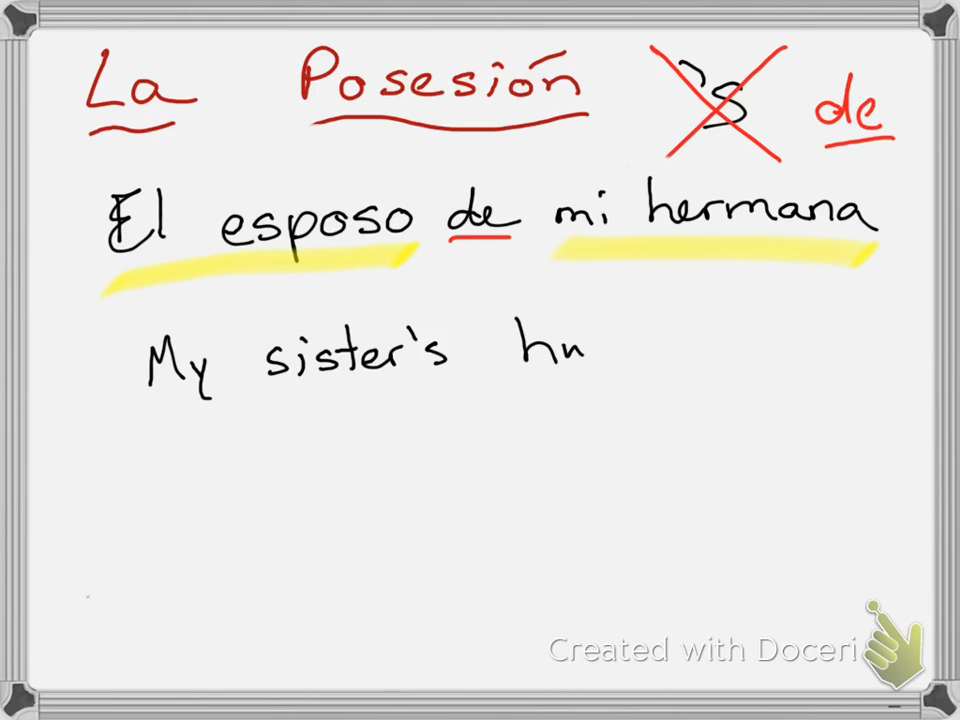 La Posesión 's de
El esposo de mi hermana
My sister's hu
Created with Doceri